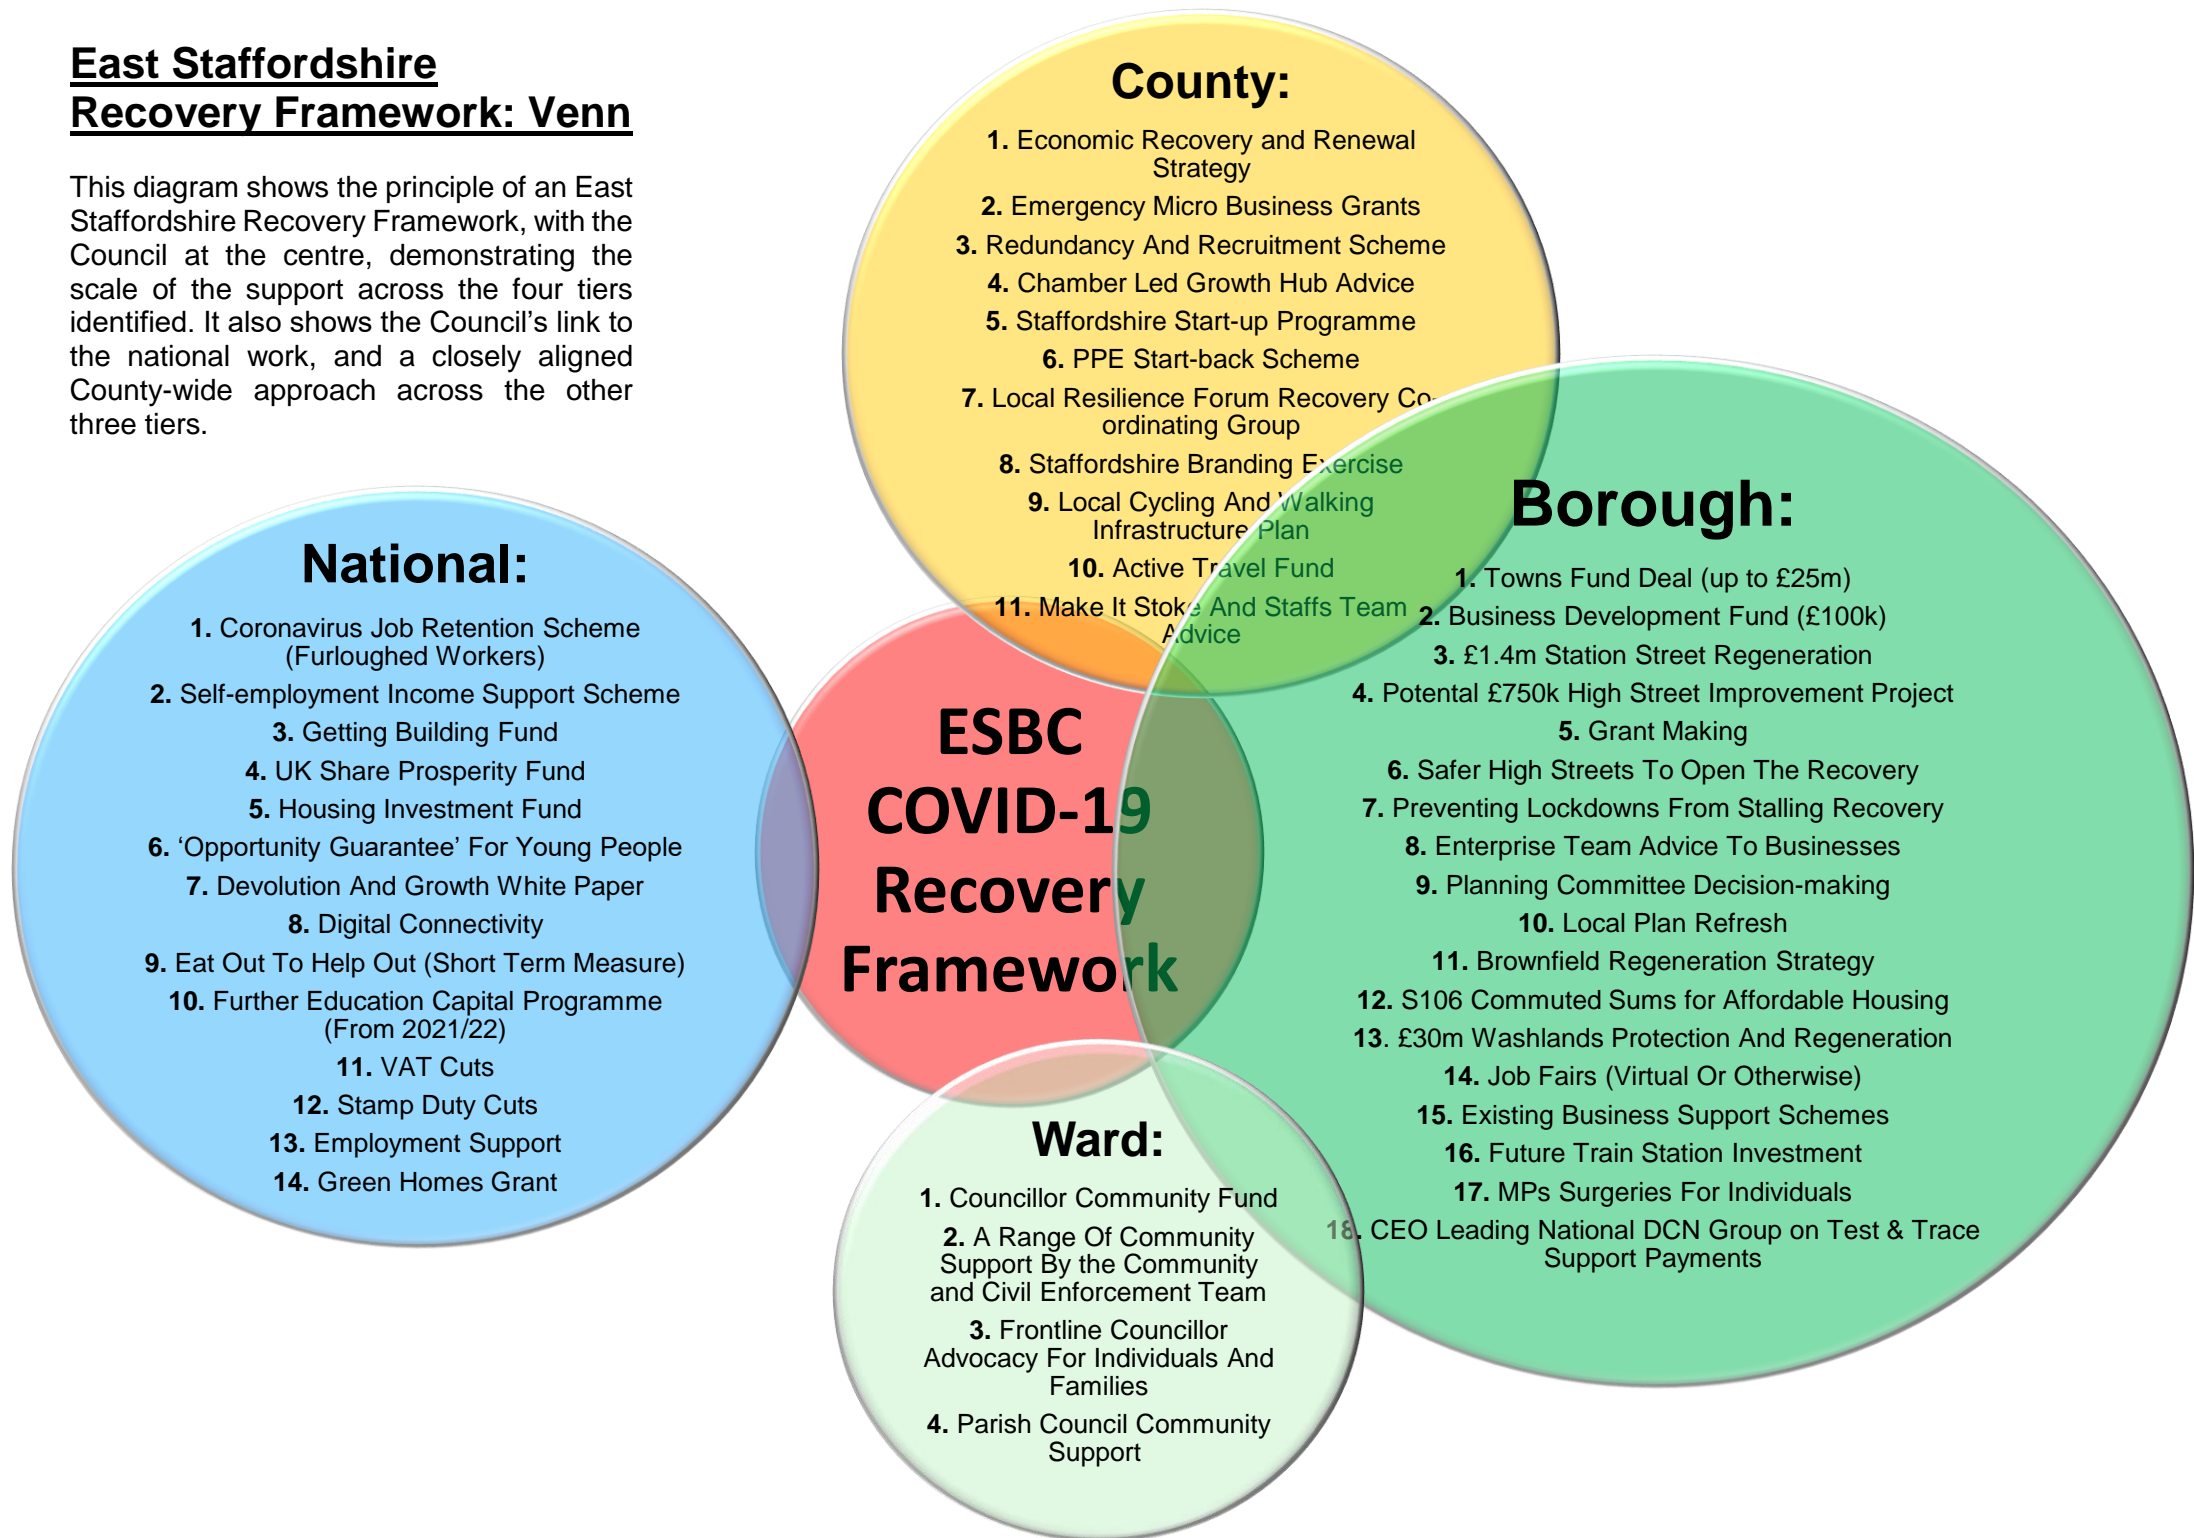 East Staffordshire
Recovery Framework: Venn
This diagram shows the principle of an East
Staffordshire Recovery Framework, with the
Council at the centre, demonstrating the
scale of the support across the four tiers
identified. It also shows the Council’s link to
the national work, and a closely aligned
County-wide approach across the other
three tiers.
County:
1. Economic Recovery and Renewal
Strategy
2. Emergency Micro Business Grants
3. Redundancy And Recruitment Scheme
4. Chamber Led Growth Hub Advice
5. Staffordshire Start-up Programme
6. PPE Start-back Scheme
7. Local Resilience Forum Recovery Co-
ordinating Group
8. Staffordshire Branding Exercise
9. Local Cycling And Walking
Infrastructure Plan
10. Active Travel Fund
11. Make It Stoke And Staffs Team
Advice
National:
1. Coronavirus Job Retention Scheme
(Furloughed Workers)
2. Self-employment Income Support Scheme
3. Getting Building Fund
4. UK Share Prosperity Fund
5. Housing Investment Fund
6. ‘Opportunity Guarantee’ For Young People
7. Devolution And Growth White Paper
8. Digital Connectivity
9. Eat Out To Help Out (Short Term Measure)
10. Further Education Capital Programme
(From 2021/22)
11. VAT Cuts
12. Stamp Duty Cuts
13. Employment Support
14. Green Homes Grant
ESBC
COVID-19
Recovery
Framework
Borough:
1. Towns Fund Deal (up to £25m)
2. Business Development Fund (£100k)
3. £1.4m Station Street Regeneration
4. Potental £750k High Street Improvement Project
5. Grant Making
6. Safer High Streets To Open The Recovery
7. Preventing Lockdowns From Stalling Recovery
8. Enterprise Team Advice To Businesses
9. Planning Committee Decision-making
10. Local Plan Refresh
11. Brownfield Regeneration Strategy
12. S106 Commuted Sums for Affordable Housing
13. £30m Washlands Protection And Regeneration
14. Job Fairs (Virtual Or Otherwise)
15. Existing Business Support Schemes
16. Future Train Station Investment
17. MPs Surgeries For Individuals
18. CEO Leading National DCN Group on Test & Trace
Support Payments
Ward:
1. Councillor Community Fund
2. A Range Of Community
Support By the Community
and Civil Enforcement Team
3. Frontline Councillor
Advocacy For Individuals And
Families
4. Parish Council Community
Support